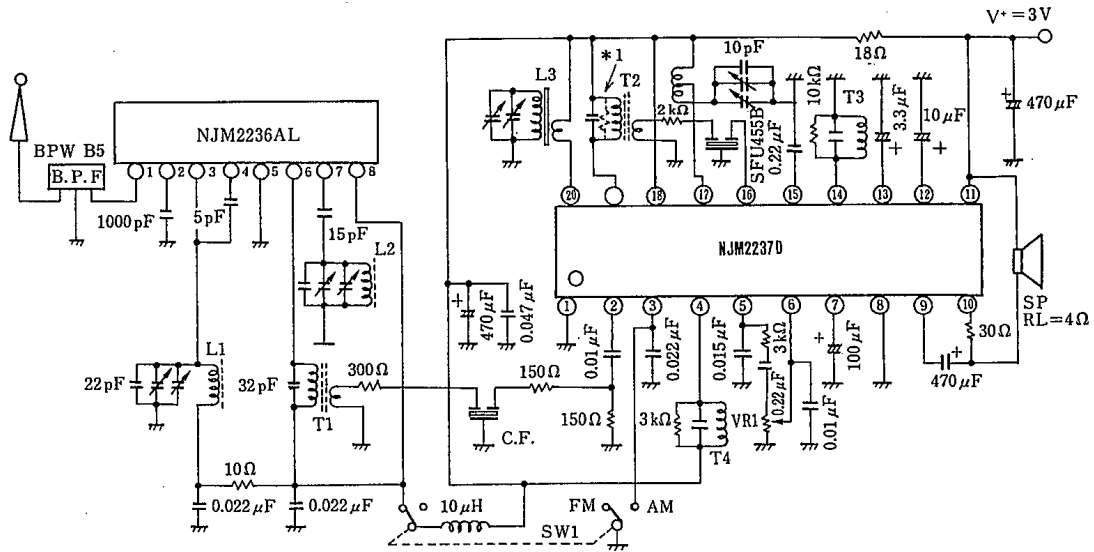 V+=3V
10pF
18Ω
*1
L3
T2
2kΩ
SFU455B
0.22μF
10kΩ
T3
3.3μF
+
10μF
+
+
470μF
NJM2236AL
BPW B5
B.P.F
1
2
3
4
5
6
7
8
1000pF
5pF
15pF
L2
20
18
17
16
15
14
13
12
11
NJM2237D
1
2
3
4
5
6
7
8
9
10
SP
RL=4Ω
+
470μF
0.047μF
0.01μF
0.022μF
0.015μF
3kΩ
0.22μF
VR1
0.01μF
+
100μF
+
470μF
30Ω
22pF
L1
32pF
T1
300Ω
C.F.
150Ω
150Ω
3kΩ
T4
10Ω
0.022μF
0.022μF
10μH
SW1
FM
AM